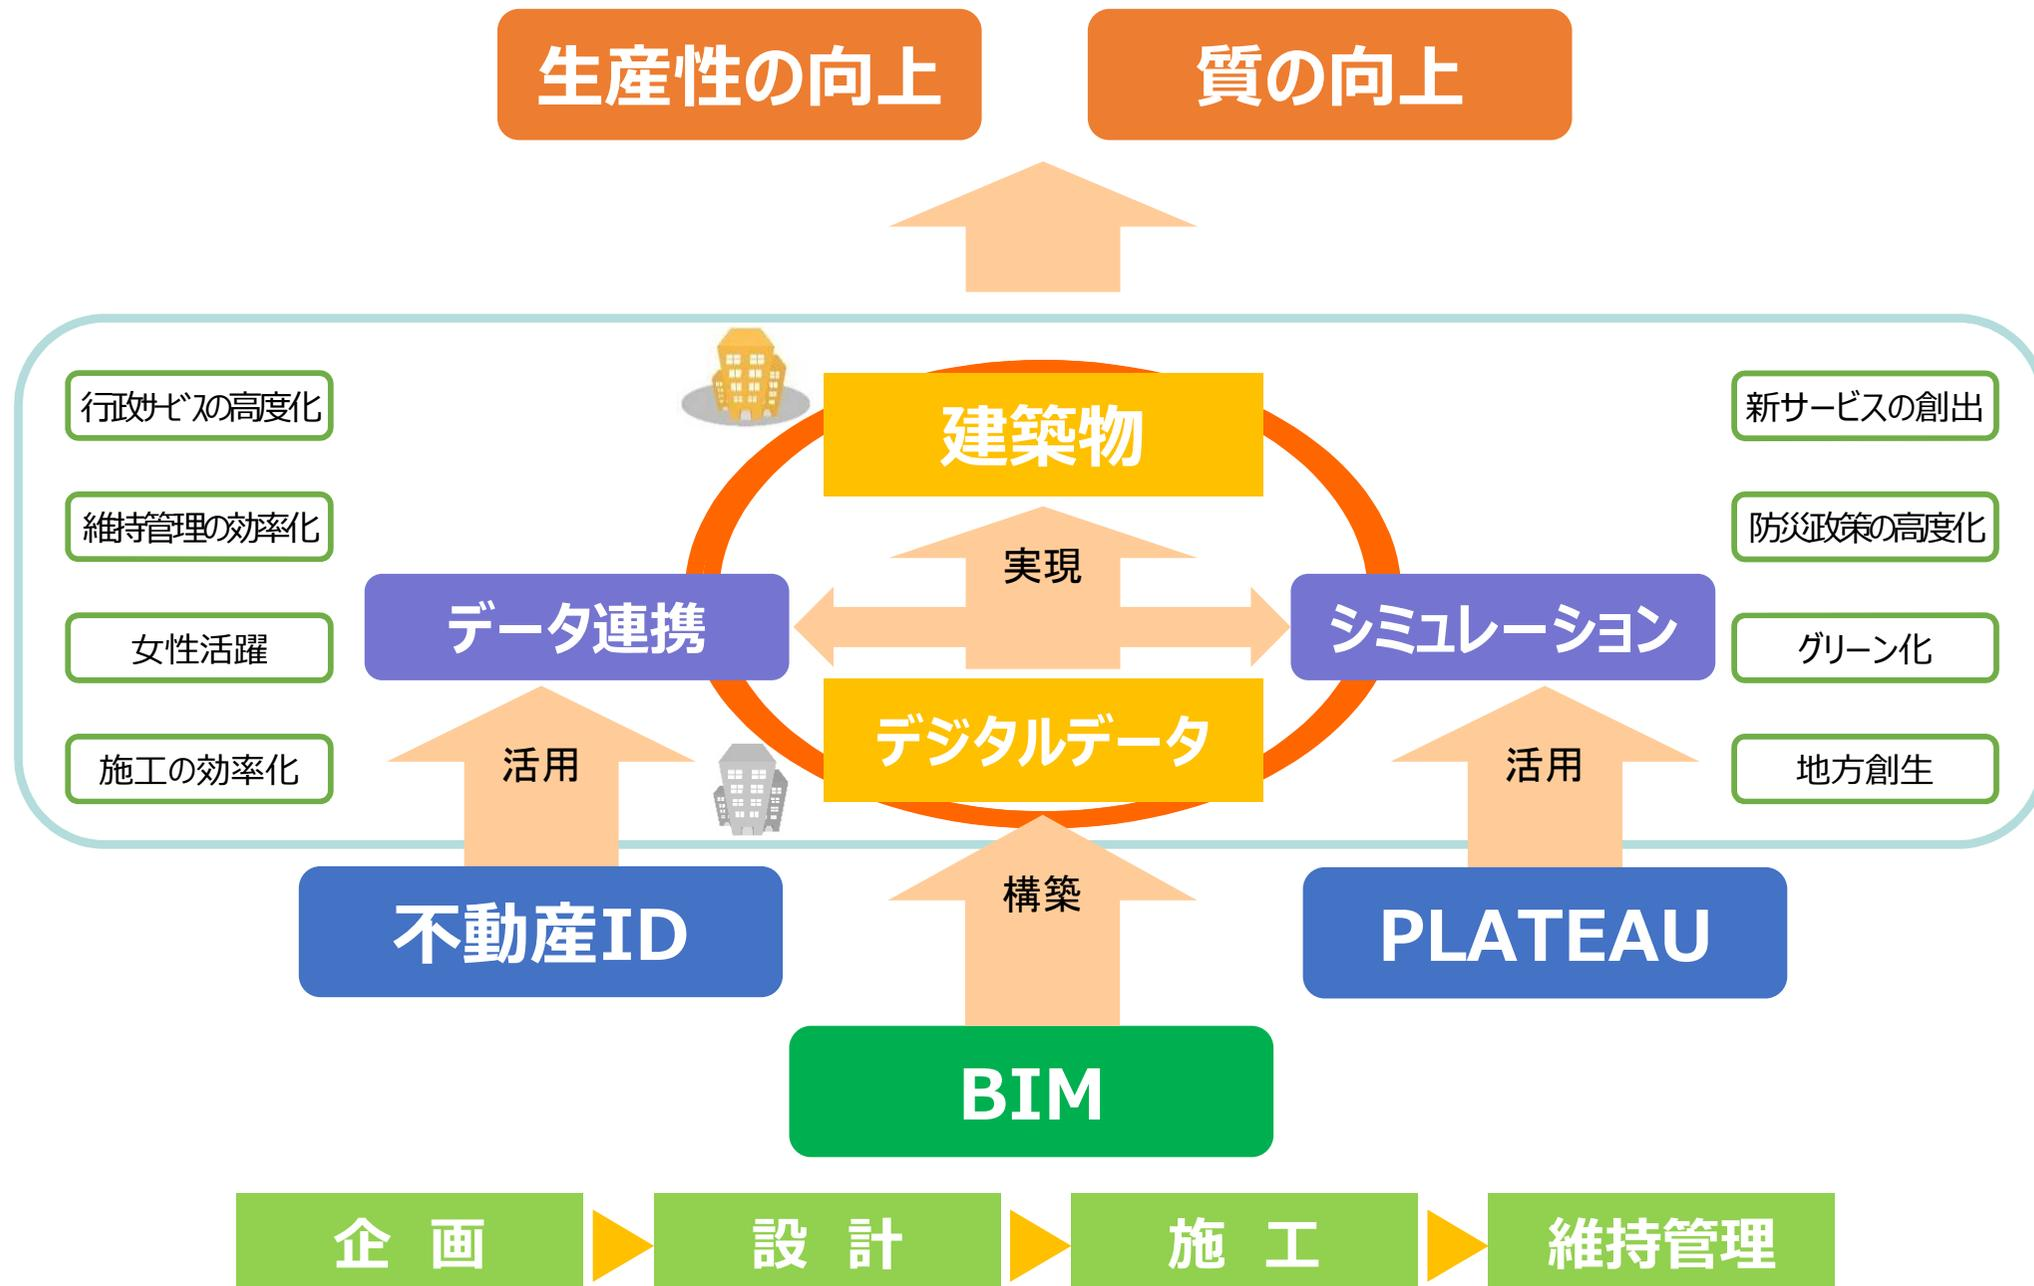 生産性の向上
質の向上
行政サービスの高度化
維持管理の効率化
女性活躍
施工の効率化
建築物
実現
データ連携
シミュレーション
デジタルデータ
新サービスの創出
防災政策の高度化
グリーン化
地方創生
活用
構築
活用
不動産ID
PLATEAU
BIM
企 画
設 計
施 工
維持管理